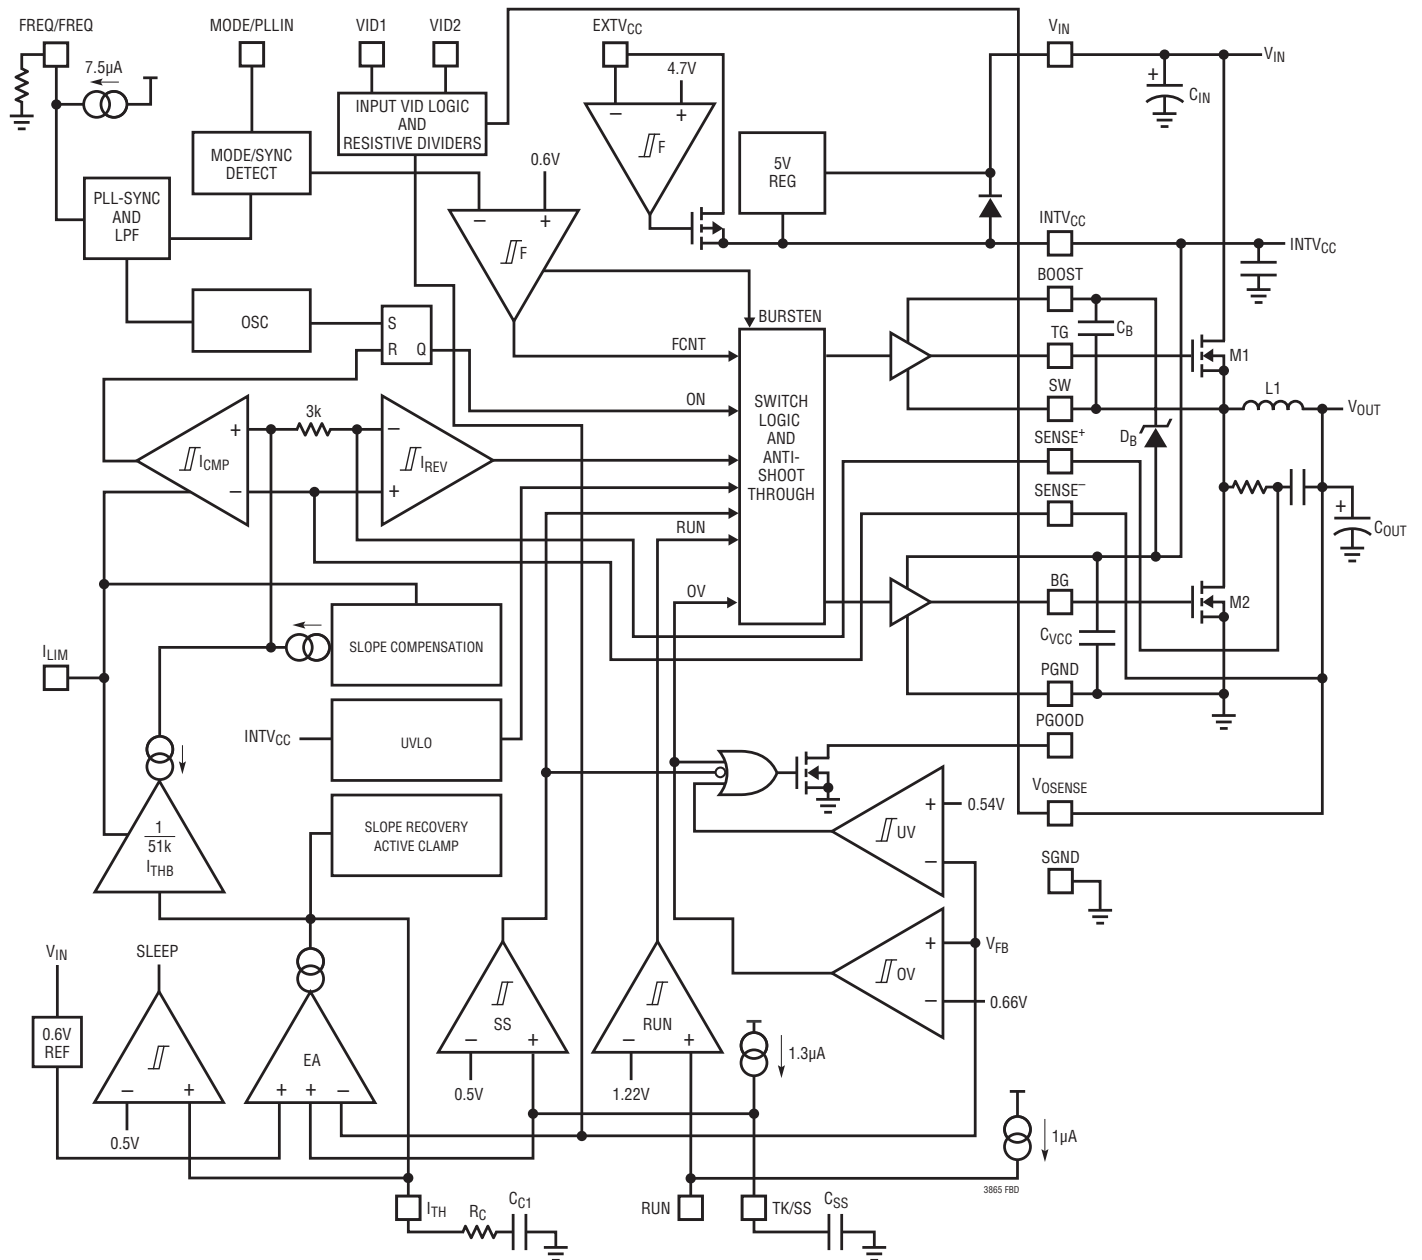 FREQ/FREQ
MODE/PLLIN
VID1
VID2
EXTVCC
VIN
VIN
7.5µA
4.7V
+
CIN
INPUT VID LOGIC
AND
RESISTIVE DIVIDERS
−
+
F
MODE/SYNC
DETECT
0.6V
5V
REG
PLL-SYNC
AND
LPF
−
+
F
INTVCC
INTVCC
BOOST
OSC
S
R
Q
BURSTEN
FCNT
TG
CB
M1
ON
SW
L1
VOUT
3k
SWITCH
LOGIC
AND
ANTI-
SHOOT
THROUGH
+
−
ICMP
−
+
IREV
SENSE+
DB
SENSE−
+
COUT
RUN
OV
BG
M2
CVCC
SLOPE COMPENSATION
ILIM
PGND
INTVCC
UVLO
PGOOD
VOSENSE
+
0.54V
UV
−
1
51k
ITHB
SLOPE RECOVERY
ACTIVE CLAMP
SGND
VIN
SLEEP
+
VFB
OV
−
0.66V
0.6V
REF
−
+
0.5V
EA
+
+
−
SS
−
+
0.5V
RUN
−
+
1.22V
1.3µA
1µA
3865 FBD
ITH
RC
CC1
RUN
TK/SS
CSS